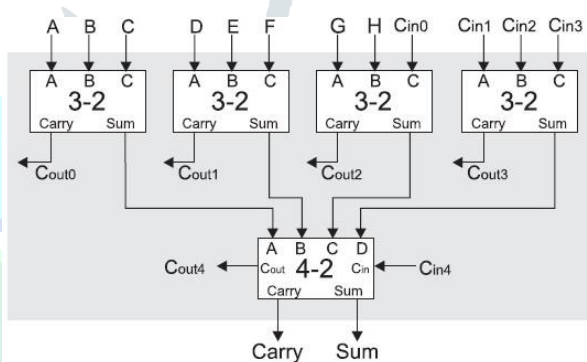 A B C D E F G H Cin0 Cin1 Cin2 Cin3
A B C A B C A B C A B C
3-2 3-2 3-2 3-2
Carry Sum Carry Sum Carry Sum Carry Sum
Cout0 Cout1 Cout2 Cout3
A B C D
Cout4 Cout 4-2 Cin Cin4
Carry Sum
Carry Sum